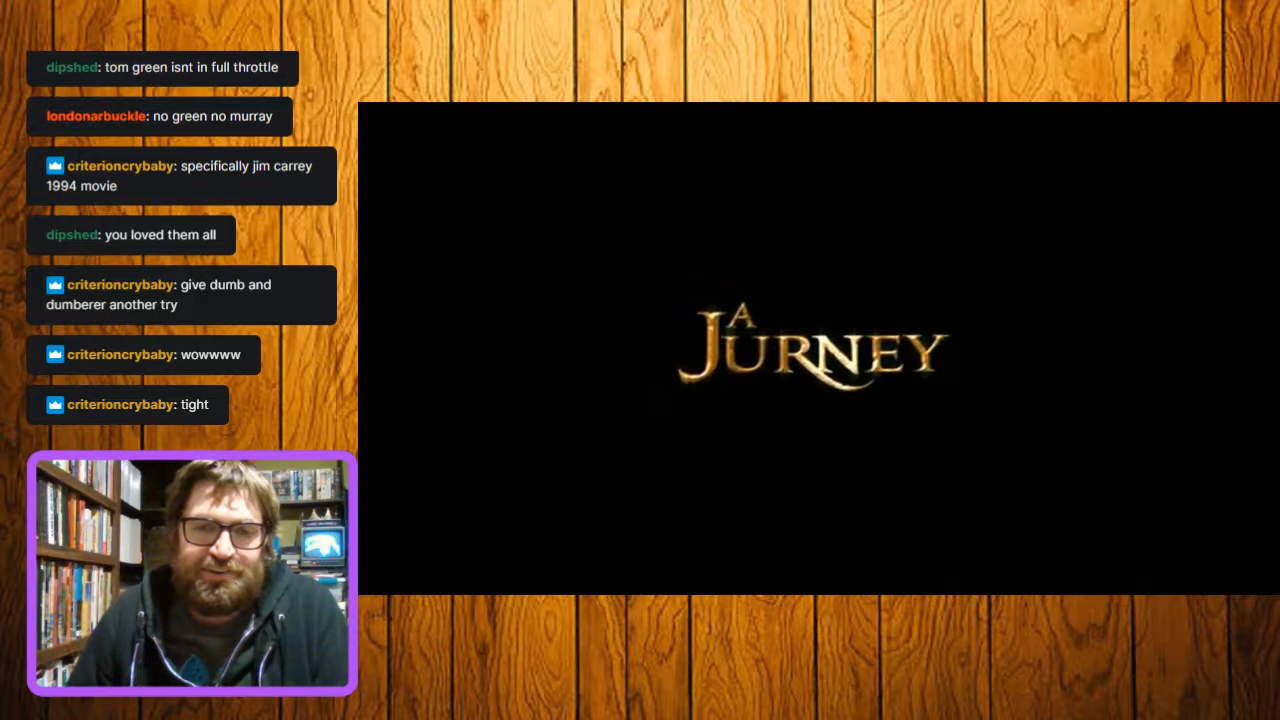 dipshed: tom green isnt in full throttle
londonarbuckle: no green no murray
criterioncrybaby: specifically jim carrey
1994 movie
dipshed: you loved them all
criterioncrybaby: give dumb and
dumberer another try
criterioncrybaby: wowwww
criterioncrybaby: tight
A
JURNEY